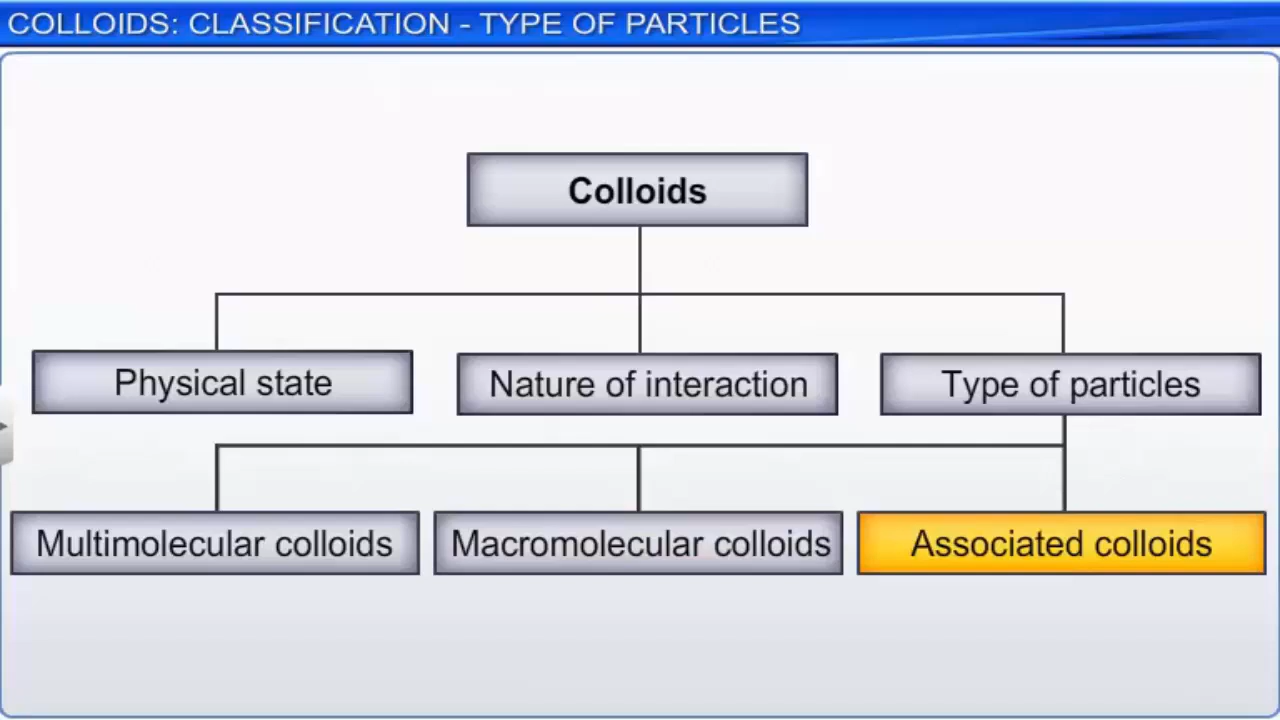 COLLOIDS: CLASSIFICATION - TYPE OF PARTICLES
Colloids
Physical state
Nature of interaction
Type of particles
Multimolecular colloids
Macromolecular colloids
Associated colloids